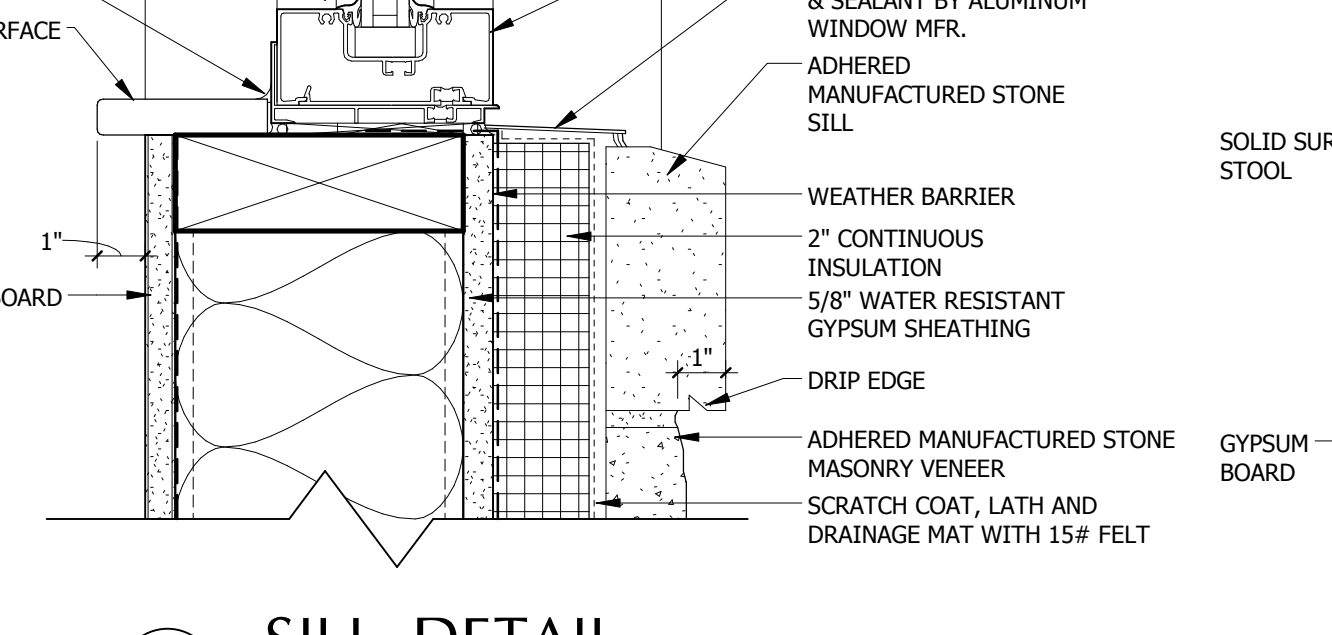 & SEALANT BY ALUMINUM
WINDOW MFR.
ADHERED
MANUFACTURED STONE
SILL
WEATHER BARRIER
2" CONTINUOUS
INSULATION
5/8" WATER RESISTANT
GYPSUM SHEATHING
1"
DRIP EDGE
ADHERED MANUFACTURED STONE
MASONRY VENEER
SCRATCH COAT, LATH AND
DRAINAGE MAT WITH 15# FELT
RFACE
1"
OARD
SOLID SUR
STOOL
GYPSUM
BOARD
SILL DETAIL